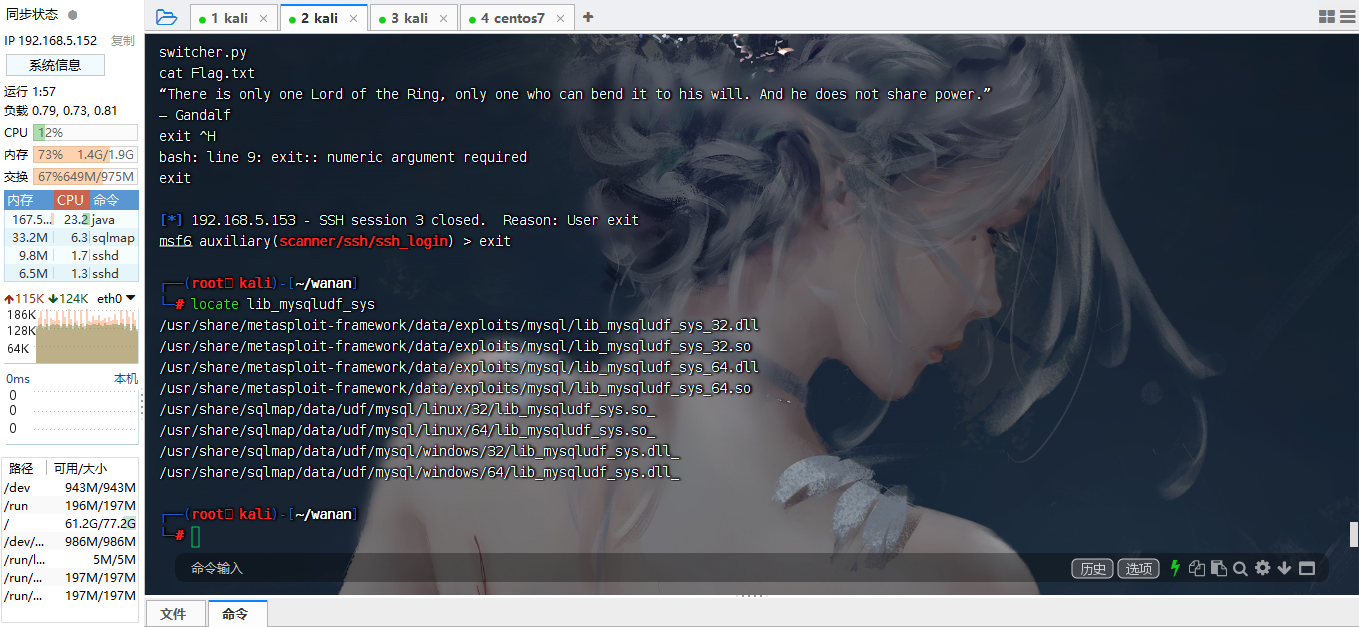 同步状态
IP 192.168.5.152 复制
系统信息
运行 1:57
负载 0.79, 0.73, 0.81
CPU 12%
内存 73% 1.4G/1.9G
交换 67% 649M/975M
内存 CPU 命令
167.5... 23.2 java
33.2M 6.3 sqlmap
9.8M 1.7 sshd
6.5M 1.3 sshd
115K 124K eth0
186K
128K
64K
0ms 本机
0
0
0
路径 可用/大小
/dev 943M/943M
/run 196M/197M
/ 61.2G/77.2G
/dev/... 986M/986M
/run/l... 5M/5M
/run/... 197M/197M
/run/... 197M/197M
1 kali × 2 kali × 3 kali × 4 centos7 × +
switcher.py
cat Flag.txt
“There is only one Lord of the Ring, only one who can bend it to his will. And he does not share power.”
– Gandalf
exit ^H
bash: line 9: exit:: numeric argument required
exit
[*] 192.168.5.153 - SSH session 3 closed.  Reason: User exit
msf6 auxiliary(scanner/ssh/ssh_login) > exit
┌──(root kali)-[~/wanan]
└─# locate lib_mysqludf_sys
/usr/share/metasploit-framework/data/exploits/mysql/lib_mysqludf_sys_32.dll
/usr/share/metasploit-framework/data/exploits/mysql/lib_mysqludf_sys_32.so
/usr/share/metasploit-framework/data/exploits/mysql/lib_mysqludf_sys_64.dll
/usr/share/metasploit-framework/data/exploits/mysql/lib_mysqludf_sys_64.so
/usr/share/sqlmap/data/udf/mysql/linux/32/lib_mysqludf_sys.so_
/usr/share/sqlmap/data/udf/mysql/linux/64/lib_mysqludf_sys.so_
/usr/share/sqlmap/data/udf/mysql/windows/32/lib_mysqludf_sys.dll_
/usr/share/sqlmap/data/udf/mysql/windows/64/lib_mysqludf_sys.dll_
┌──(root kali)-[~/wanan]
└─#
命令输入 历史 选项
文件 命令